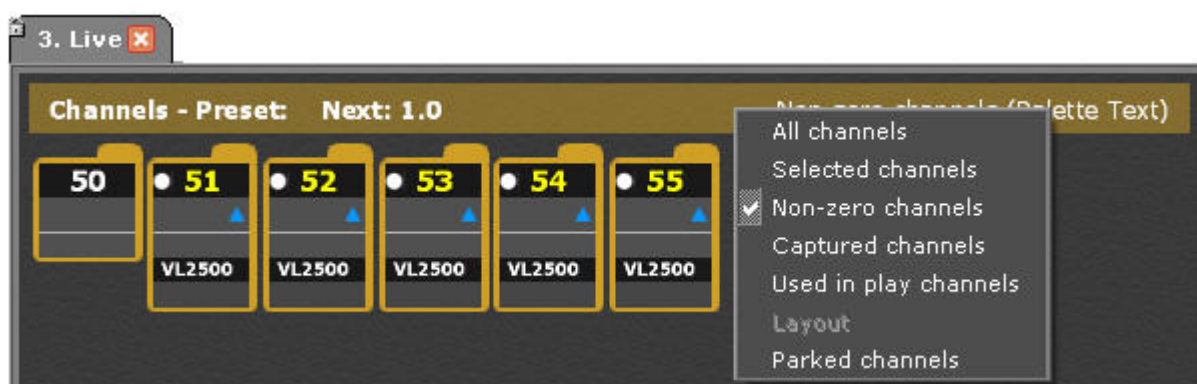 3. Live
Channels - Preset: Next: 1.0 Non-zero channels (Palette Text)
50 51 52 53 54 55
VL2500 VL2500 VL2500 VL2500 VL2500
All channels
Selected channels
Non-zero channels
Captured channels
Used in play channels
Layout
Parked channels